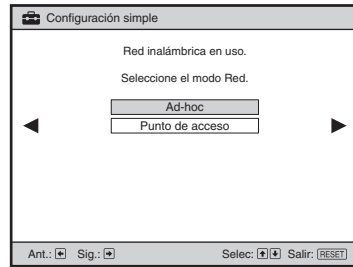 Configuración simple
Red inalámbrica en uso.
Seleccione el modo Red.
Ad-hoc
Punto de acceso
Ant.: Sig.: Selec: Salir: RESET